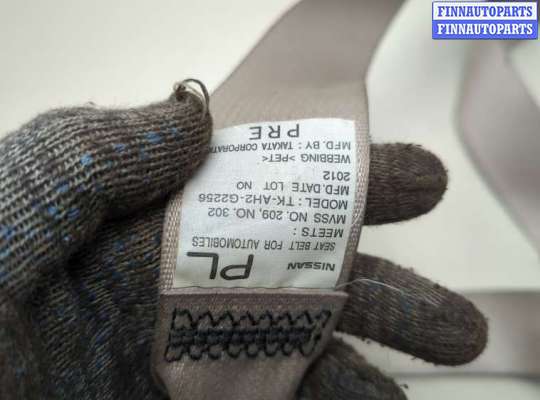 FINNAUTOPARTS
FINNAUTOPARTS
NISSAN PL
SEAT BELT FOR AUTOMOBILES
MEETS :
MVSS NO. 209, NO. 302
MODEL : TK-AH2-G2256
MFD.DATE LOT NO
2012
WEBBING >PET<
MFD. BY : TAKATA CORPORATION
PRE